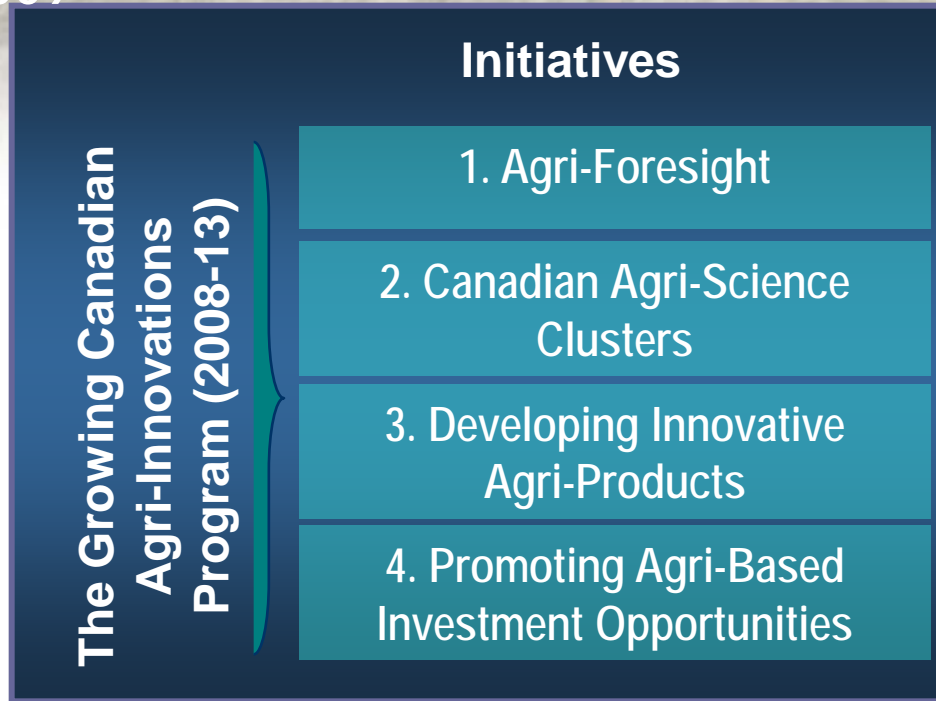 Initiatives
The Growing Canadian
Agri-Innovations
Program (2008-13)
1. Agri-Foresight
2. Canadian Agri-Science
Clusters
3. Developing Innovative
Agri-Products
4. Promoting Agri-Based
Investment Opportunities